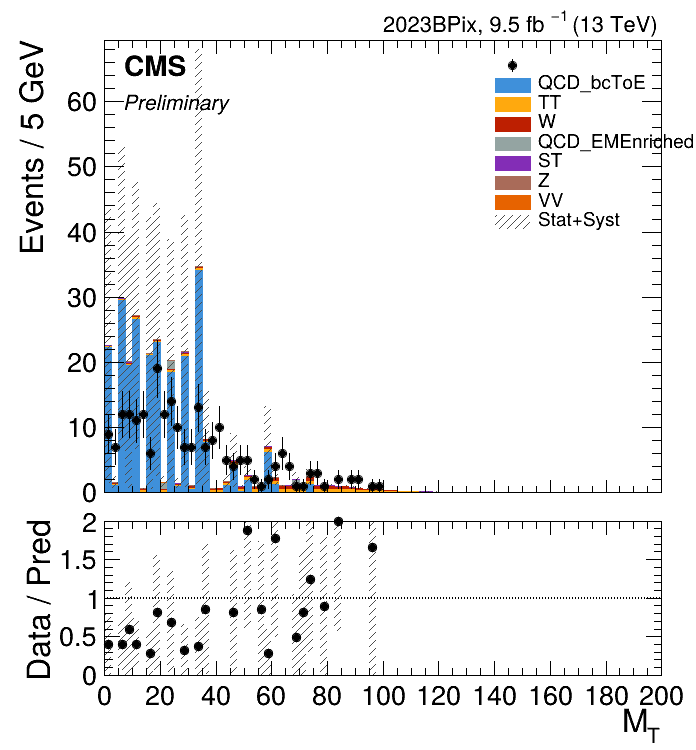 2023BPix, 9.5 fb⁻¹ (13 TeV)
CMS
Preliminary
Events / 5 GeV
60
50
40
30
20
10
0
QCD_bcToE
TT
W
QCD_EMEnriched
ST
Z
VV
Stat+Syst
Data / Pred
2
1.5
1
0.5
0
0 20 40 60 80 100 120 140 160 180 200
M_T